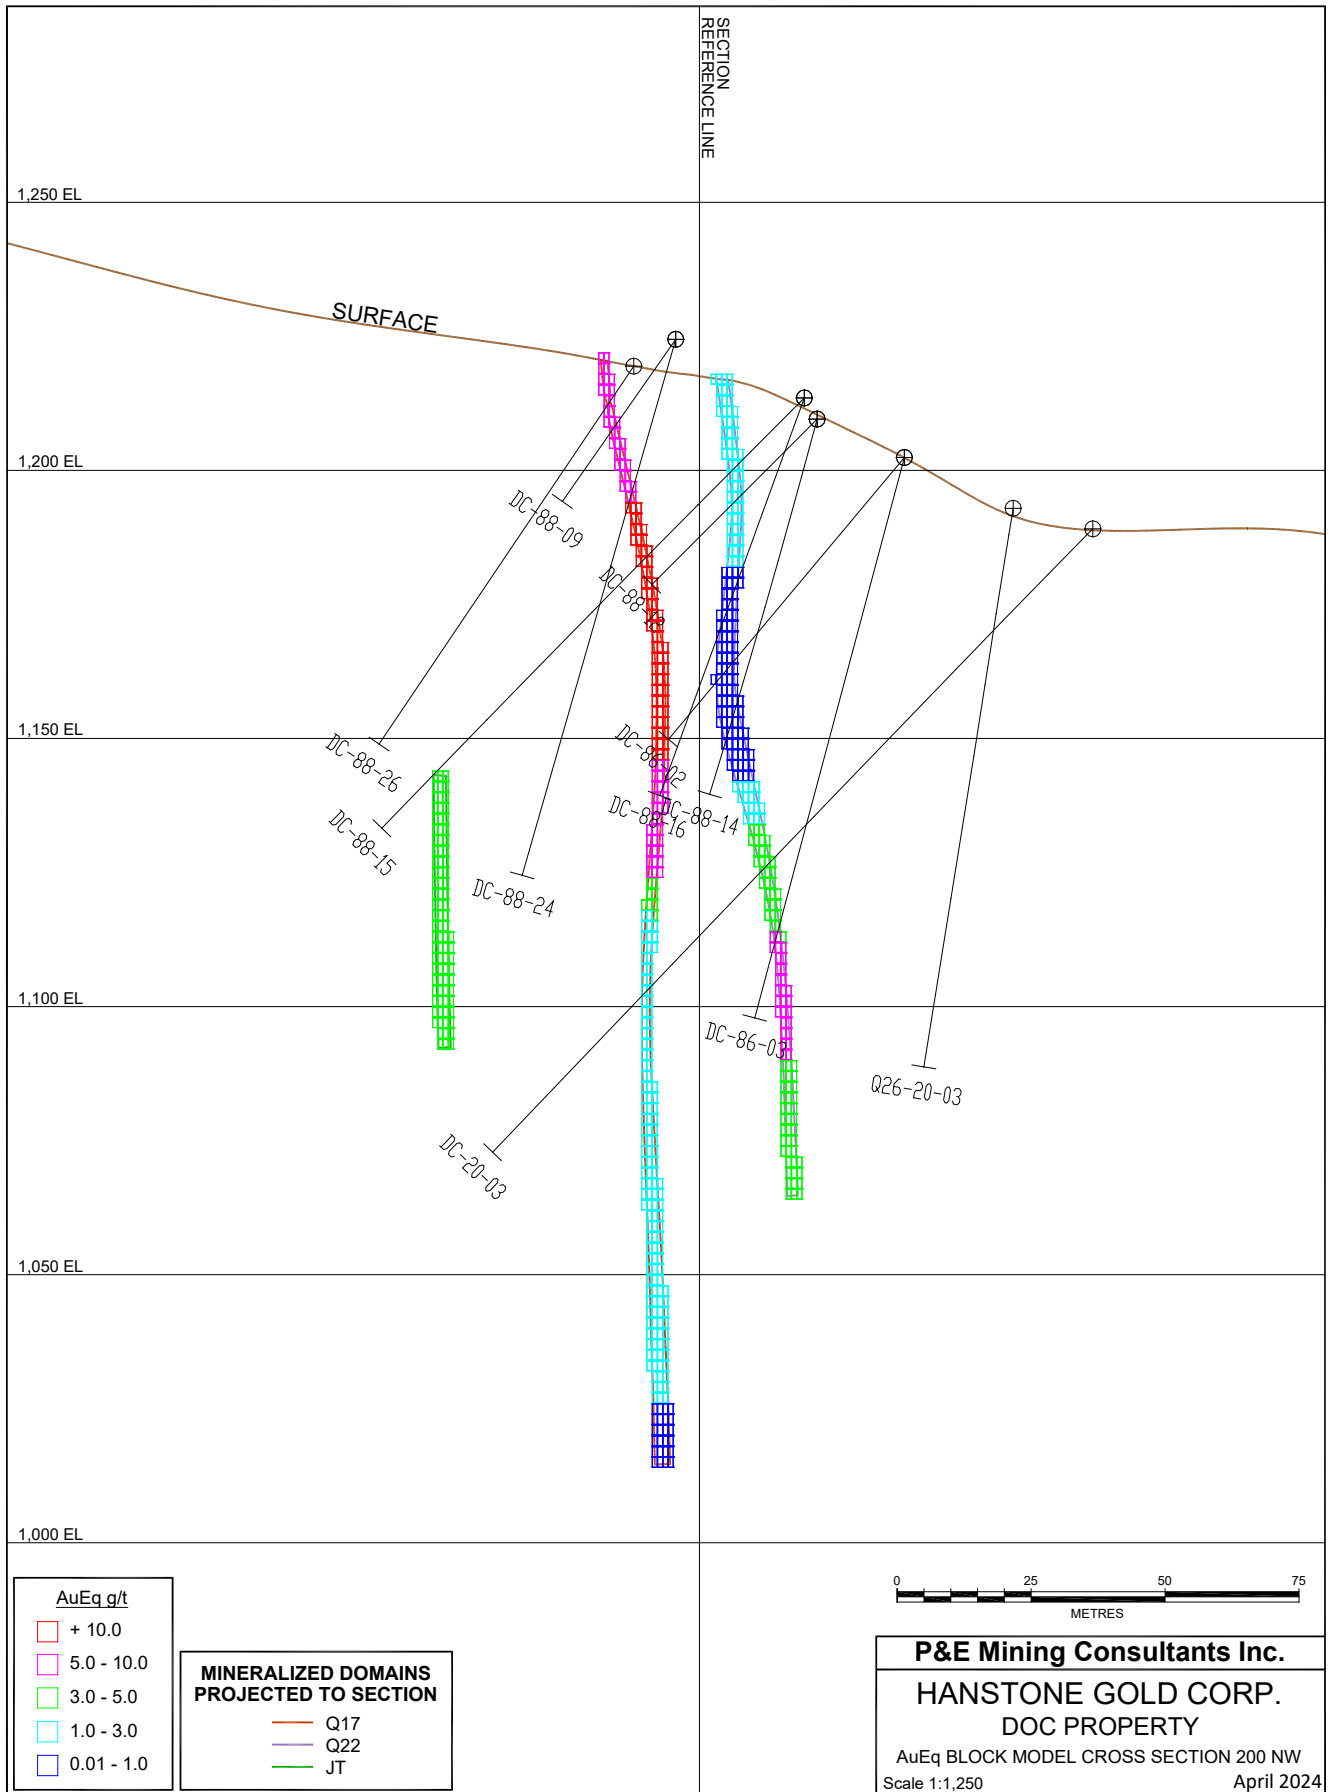 SECTION
REFERENCE LINE
1,250 EL
SURFACE
1,200 EL
DC-88-09
1,150 EL
DC-88-26
DC-86-02
DC-88-16
DC-88-14
DC-88-15
DC-88-24
1,100 EL
DC-86-03
Q26-20-03
DC-20-03
1,050 EL
1,000 EL
AuEq g/t
+ 10.0
5.0 - 10.0
3.0 - 5.0
1.0 - 3.0
0.01 - 1.0
MINERALIZED DOMAINS
PROJECTED TO SECTION
Q17
Q22
JT
0 25 50 75
METRES
P&E Mining Consultants Inc.
HANSTONE GOLD CORP.
DOC PROPERTY
AuEq BLOCK MODEL CROSS SECTION 200 NW
Scale 1:1,250 April 2024